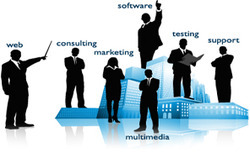 software
web
consulting
marketing
testing
support
multimedia